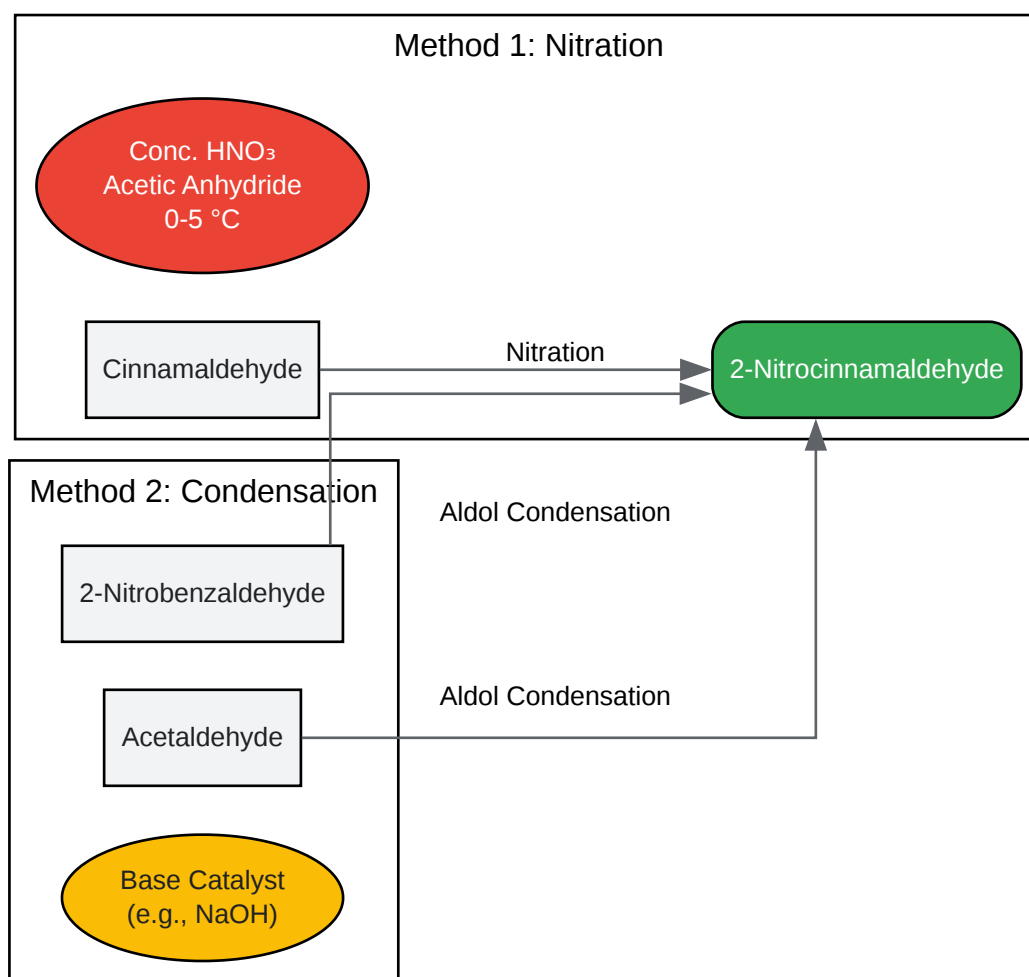 Method 1: Nitration
Conc. HNO₃
Acetic Anhydride
0-5 °C
Cinnamaldehyde
Nitration
2-Nitrocinnamaldehyde
Method 2: Condensation
Aldol Condensation
2-Nitrobenzaldehyde
Aldol Condensation
Acetaldehyde
Base Catalyst
(e.g., NaOH)